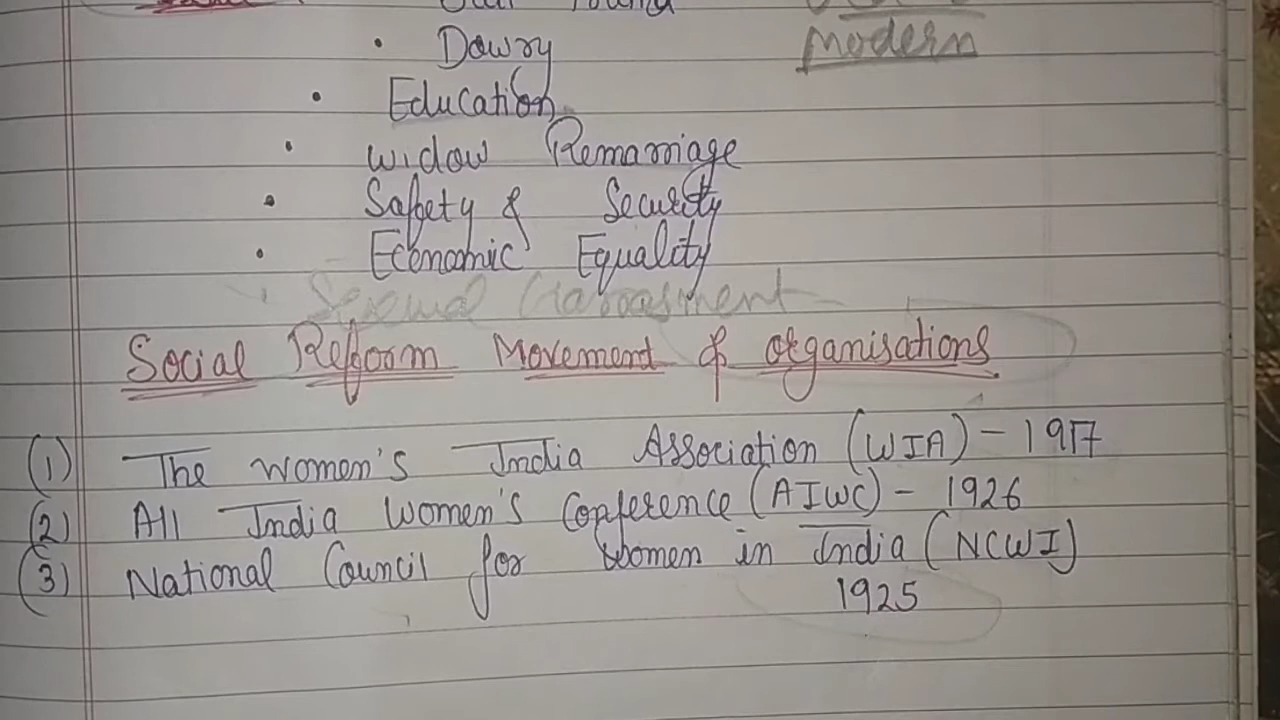 Modern
• Dowry
• Education
• Widow Remarriage
• Safety & Security
• Economic Equality
Social Reform Movement & Organisations
(1) The Women's India Association (WIA) - 1917
(2) All India Women's Conference (AIWC) - 1926
(3) National Council for Women in India (NCWI)
1925